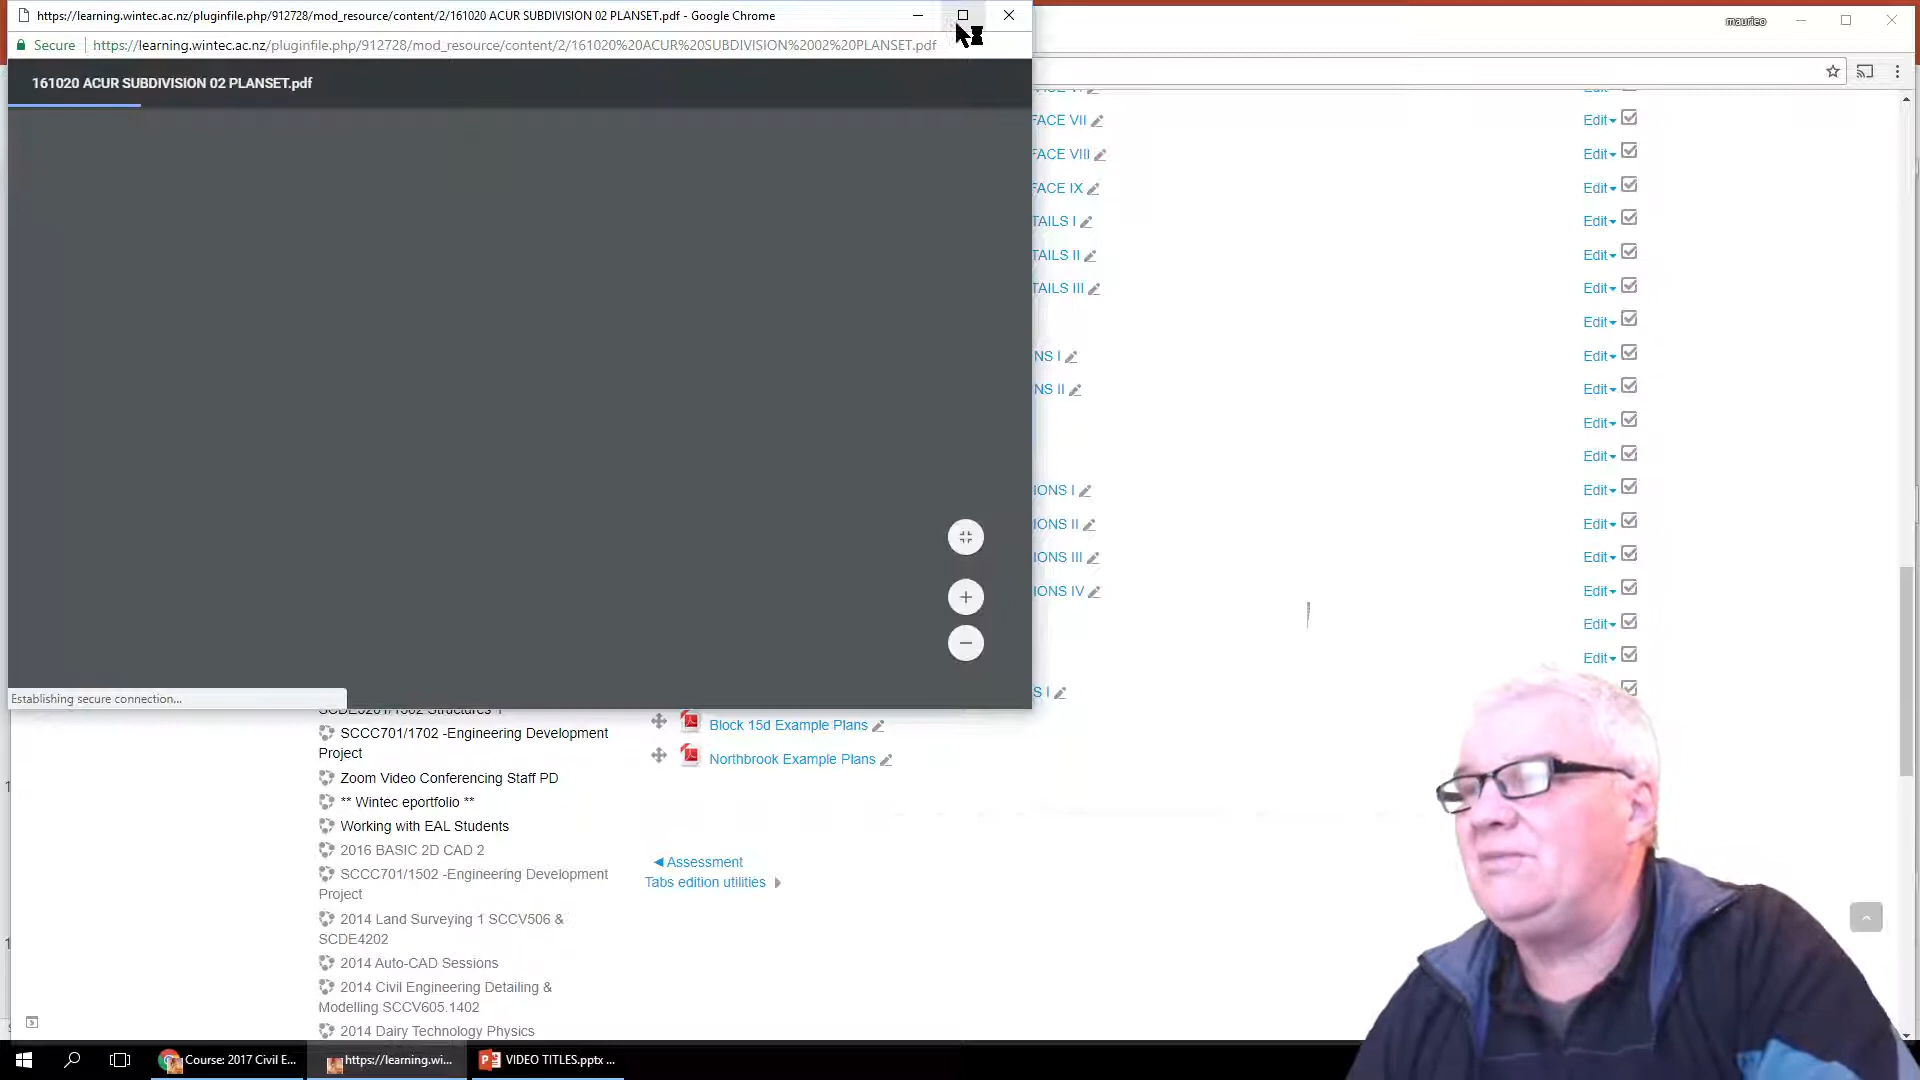 https://learning.wintec.ac.nz/pluginfile.php/912728/mod_resource/content/2/161020 ACUR SUBDIVISION 02 PLANSET.pdf - Google Chrome
maurieo
Secure https://learning.wintec.ac.nz/pluginfile.php/912728/mod_resource/content/2/161020%20ACUR%20SUBDIVISION%2002%20PLANSET.pdf
161020 ACUR SUBDIVISION 02 PLANSET.pdf
FACE VII Edit
FACE VIII Edit
FACE IX Edit
TAILS I Edit
TAILS II Edit
TAILS III Edit
Edit
NS I Edit
NS II Edit
Edit
Edit
IONS I Edit
IONS II Edit
IONS III Edit
IONS IV Edit
Edit
Edit
S I
Establishing secure connection...
SCDE5201/1502 Structures 1
SCCC701/1702 -Engineering Development
Project
Zoom Video Conferencing Staff PD
** Wintec eportfolio **
Working with EAL Students
2016 BASIC 2D CAD 2
SCCC701/1502 -Engineering Development
Project
2014 Land Surveying 1 SCCV506 &
SCDE4202
2014 Auto-CAD Sessions
2014 Civil Engineering Detailing &
Modelling SCCV605.1402
2014 Dairy Technology Physics
Block 15d Example Plans
Northbrook Example Plans
◀ Assessment
Tabs edition utilities
Course: 2017 Civil E...
https://learning.wi...
VIDEO TITLES.pptx ...